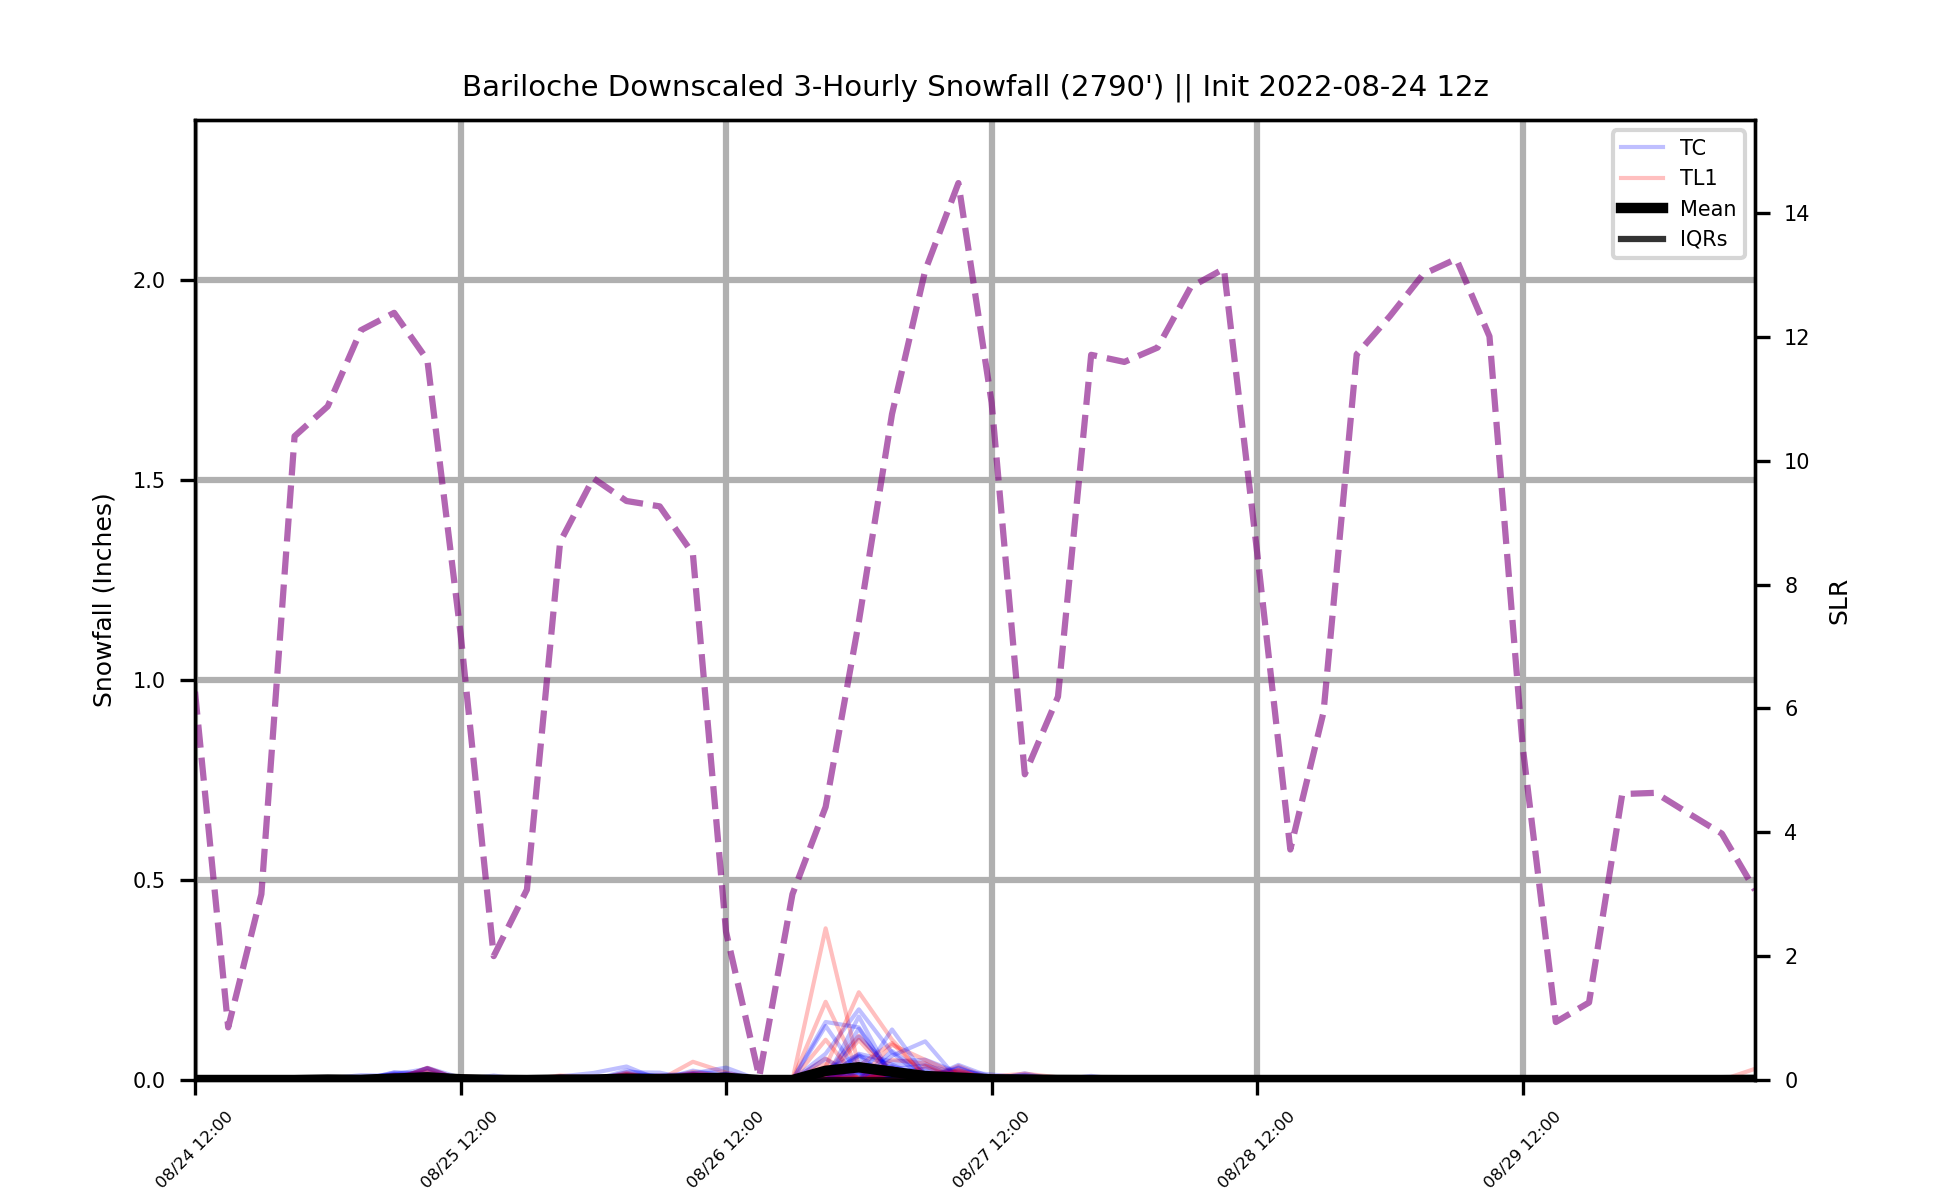 Bariloche Downscaled 3-Hourly Snowfall (2790') || Init 2022-08-24 12z
TC
TL1
Mean
IQRs
Snowfall (Inches)
2.0
1.5
1.0
0.5
0.0
14
12
10
8
6
4
2
0
SLR
08/24 12:00
08/25 12:00
08/26 12:00
08/27 12:00
08/28 12:00
08/29 12:00